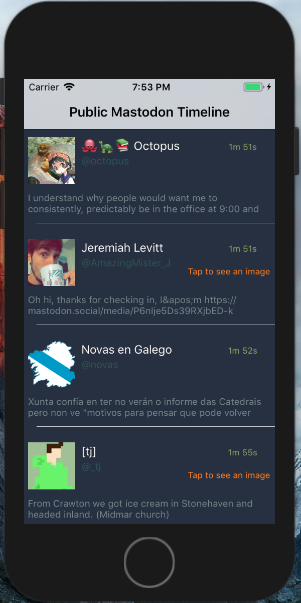 Carrier 7:53 PM
Public Mastodon Timeline
Octopus 1m 51s
@octopus
I understand why people would want me to
consistently, predictably be in the office at 9:00 and
Jeremiah Levitt 1m 51s
@AmazingMister_J
Tap to see an image
Oh hi, thanks for checking in, I&apos;m https://
mastodon.social/media/P6nIje5Ds39RXjbED-k
Novas en Galego 1m 52s
@novas
Xunta confía en ter no verán o informe das Catedrais
pero non ve "motivos para pensar que pode volver
[tj] 1m 55s
@_tj
Tap to see an image
From Crawton we got ice cream in Stonehaven and
headed inland. (Midmar church)